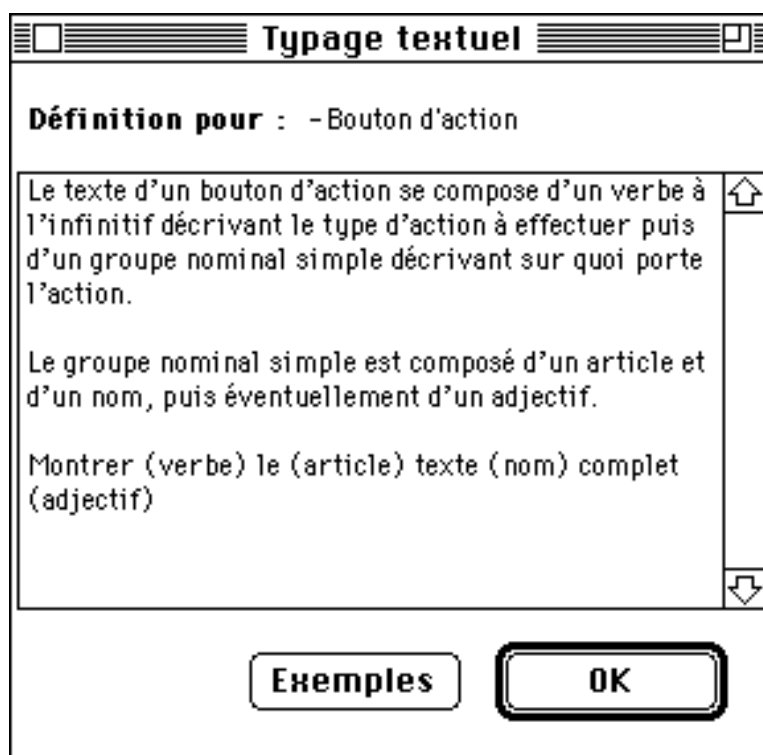 Typage textuel
Définition pour : -Bouton d'action
Le texte d'un bouton d'action se compose d'un verbe à
l'infinitif décrivant le type d'action à effectuer puis
d'un groupe nominal simple décrivant sur quoi porte
l'action.
Le groupe nominal simple est composé d'un article et
d'un nom, puis éventuellement d'un adjectif.
Montrer (verbe) le (article) texte (nom) complet
(adjectif)
Exemples OK